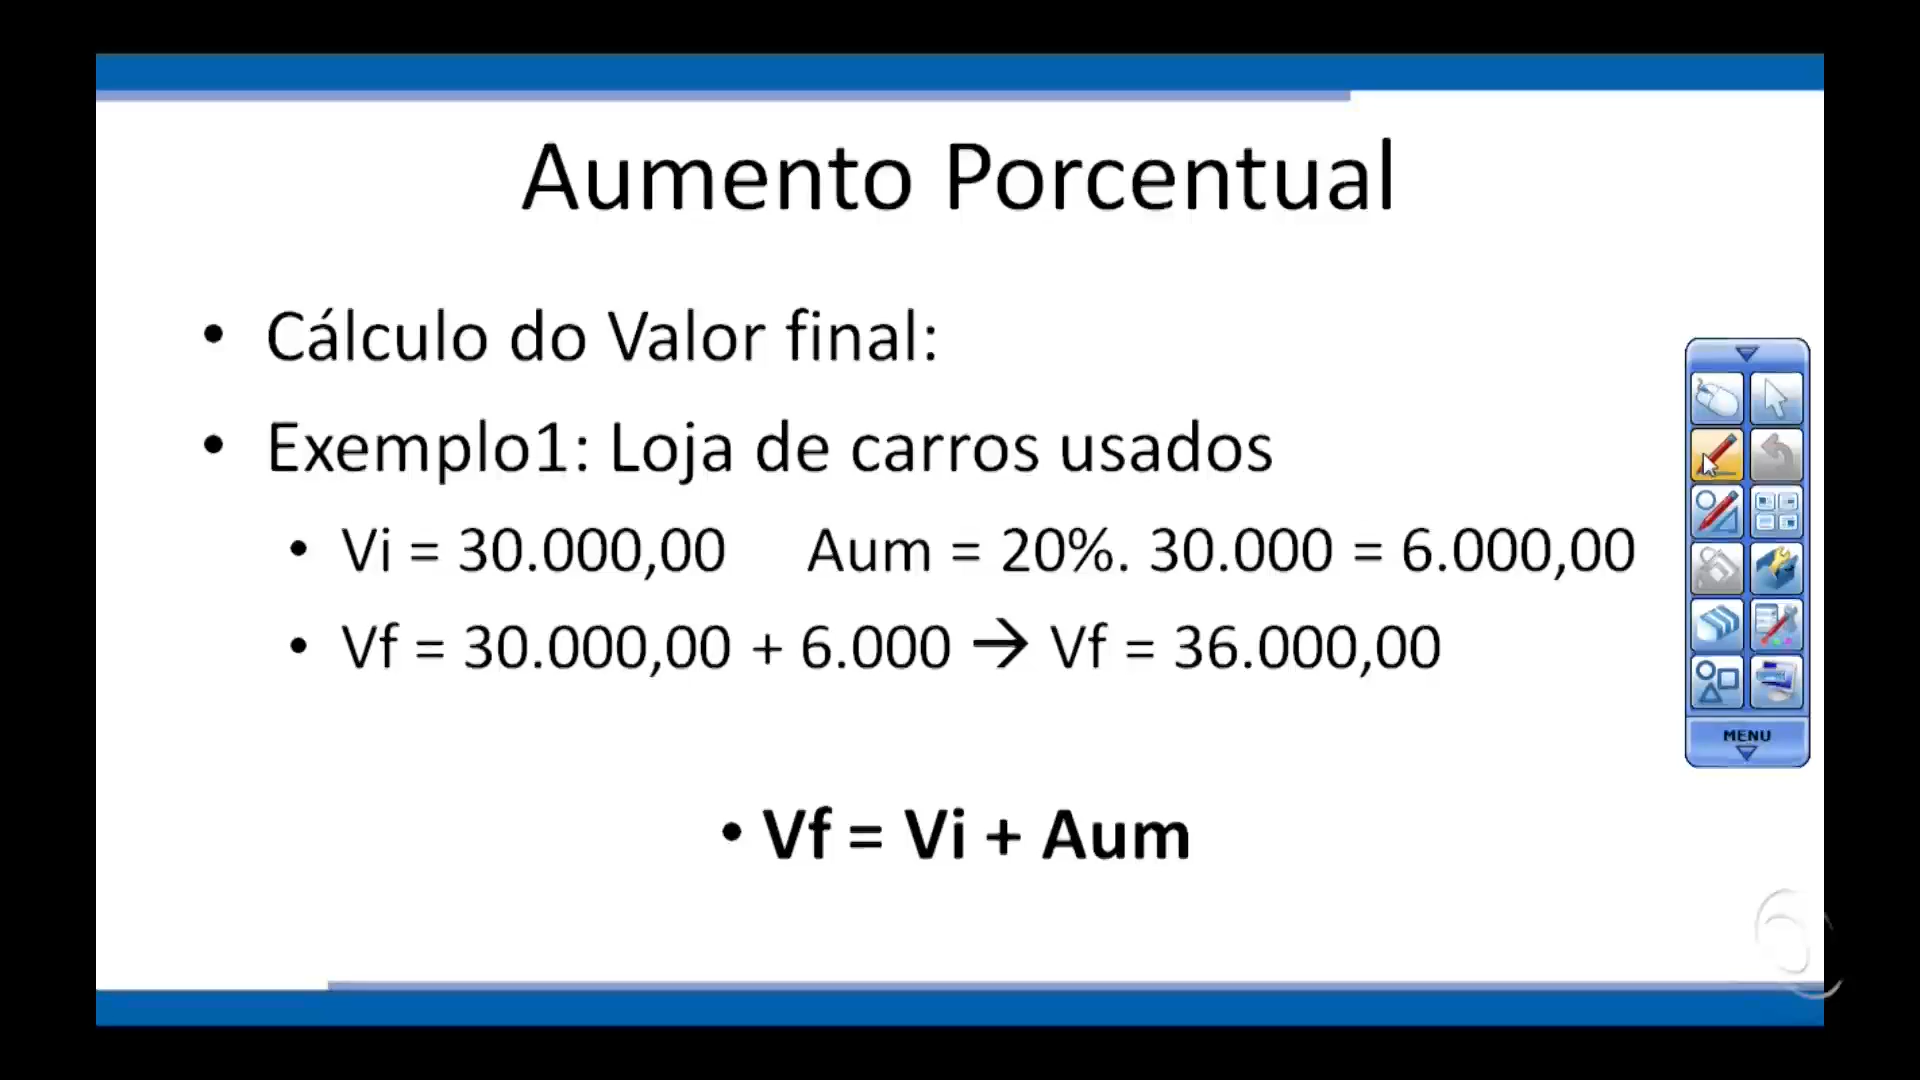 Aumento Porcentual
• Cálculo do Valor final:
• Exemplo1: Loja de carros usados
• Vi = 30.000,00 Aum = 20%. 30.000 = 6.000,00
• Vf = 30.000,00 + 6.000 → Vf = 36.000,00
• Vf = Vi + Aum
MENU